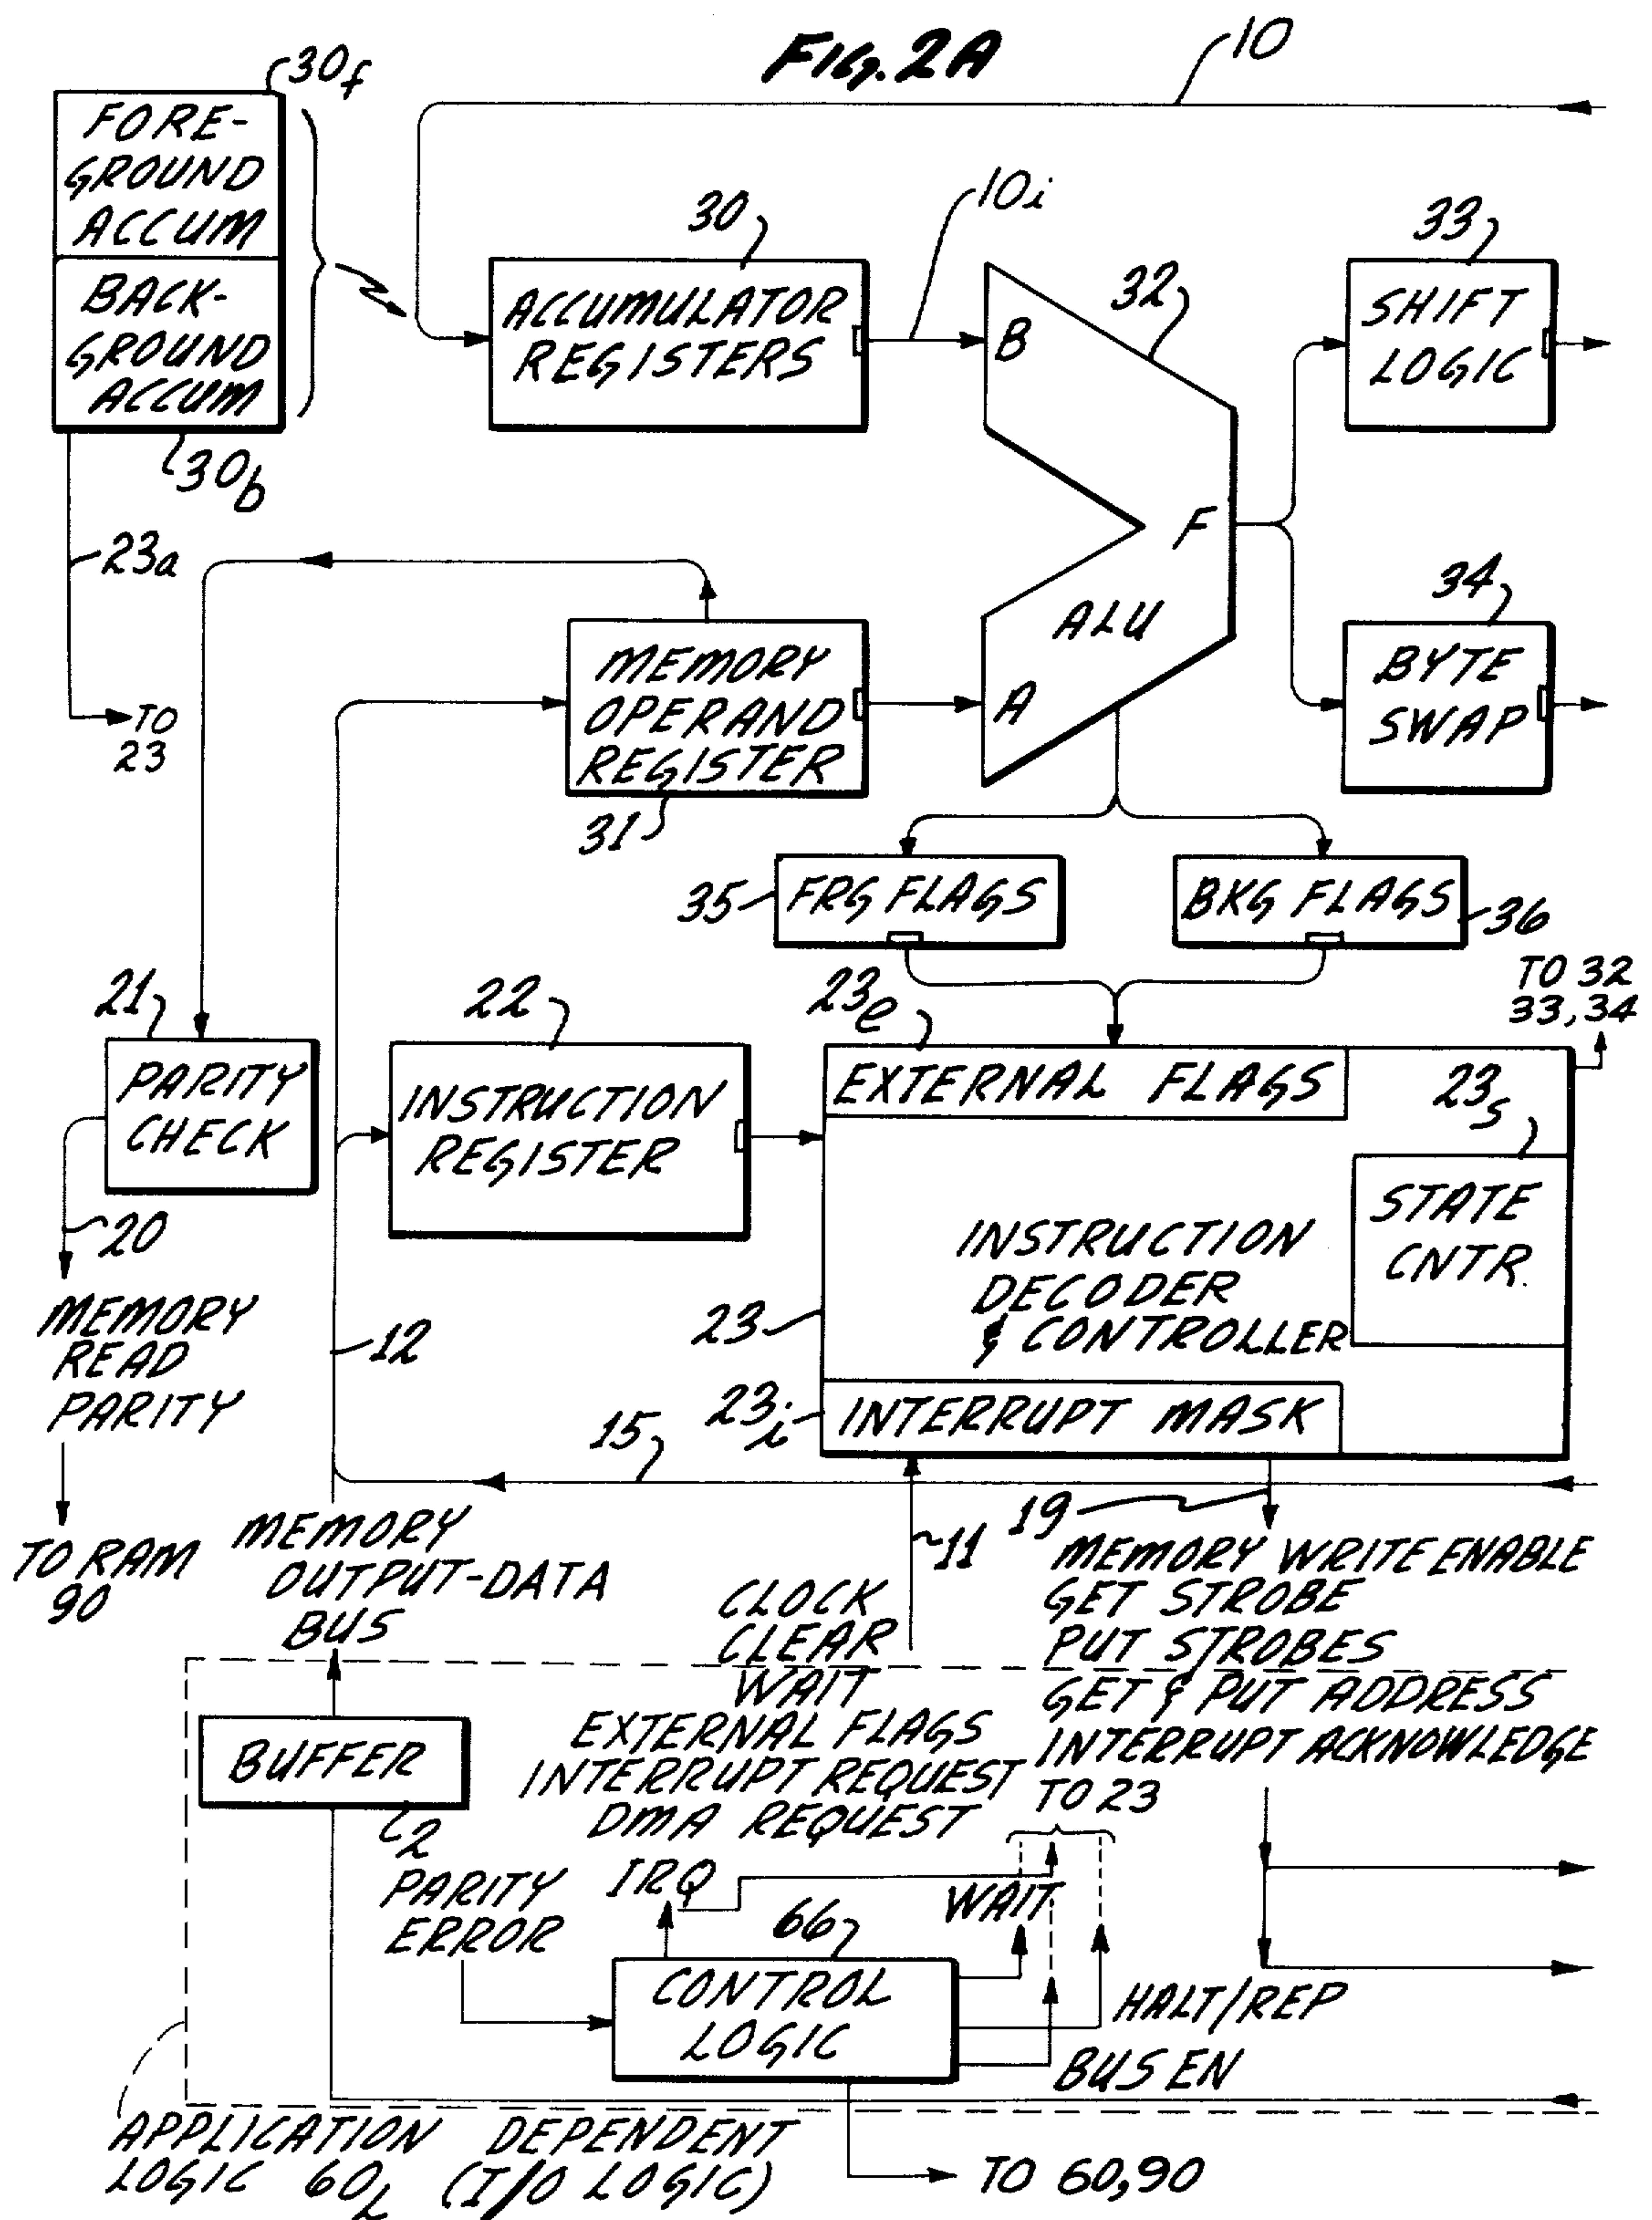 FIG. 2A
10
30f
FORE-
GROUND
ACCUM
BACK-
GROUND
ACCUM
30b
23a
TO
23
30
ACCUMULATOR
REGISTERS
10i
B
32
F
ALU
A
33
SHIFT
LOGIC
34
BYTE
SWAP
MEMORY
OPERAND
REGISTER
31
35
FRG FLAGS
BKG FLAGS
36
21
PARITY
CHECK
20
MEMORY
READ
PARITY
TO RAM
90
22
INSTRUCTION
REGISTER
12
23e
EXTERNAL FLAGS
TO 32
33, 34
23s
STATE
CNTR.
INSTRUCTION
DECODER
& CONTROLLER
23
23i
INTERRUPT MASK
15
MEMORY
OUTPUT-DATA
BUS
11
CLOCK
CLEAR
WAIT
EXTERNAL FLAGS
INTERRUPT REQUEST
DMA REQUEST
19
MEMORY WRITE ENABLE
GET STROBE
PUT STROBES
GET & PUT ADDRESS
INTERRUPT ACKNOWLEDGE
TO 23
BUFFER
2
PARITY
ERROR
IRQ
WAIT
66
CONTROL
LOGIC
HALT/REP
BUS EN
APPLICATION DEPENDENT
LOGIC 60L (I/O LOGIC)
TO 60,90